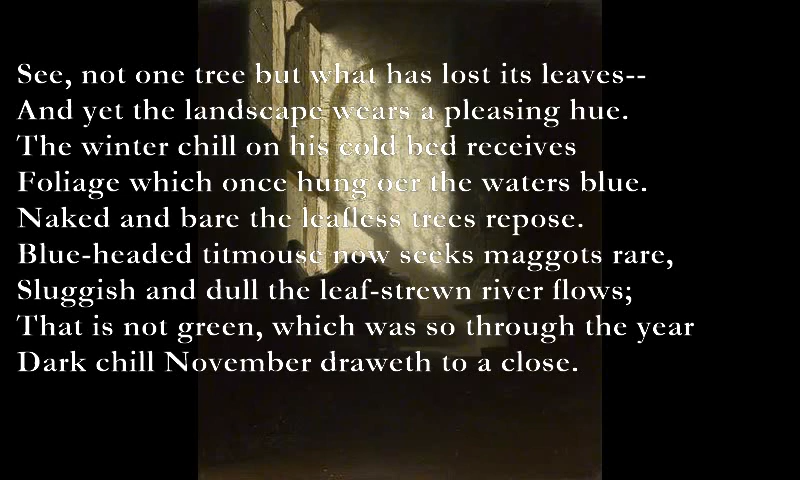 See, not one tree but what has lost its leaves--
And yet the landscape wears a pleasing hue.
The winter chill on his cold bed receives
Foliage which once hung oer the waters blue.
Naked and bare the leafless trees repose.
Blue-headed titmouse now seeks maggots rare,
Sluggish and dull the leaf-strewn river flows;
That is not green, which was so through the year
Dark chill November draweth to a close.